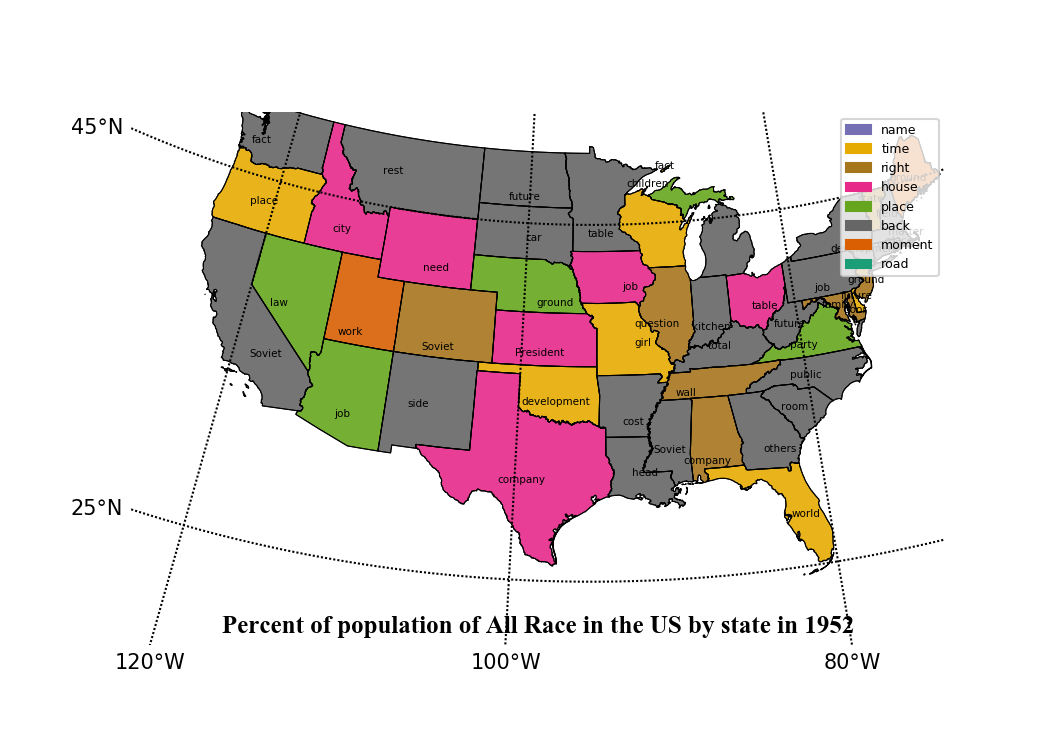 45°N
name
time
right
house
place
back
moment
road
fact
fact
rest
children
future
place
city
car
table
need
job
ground
law
ground
job
table
question
kitchen
future
work
girl
total
party
Soviet
Soviet
President
public
wall
development
room
side
job
cost
Soviet
others
company
head
company
world
25°N
Percent of population of All Race in the US by state in 1952
120°W
100°W
80°W